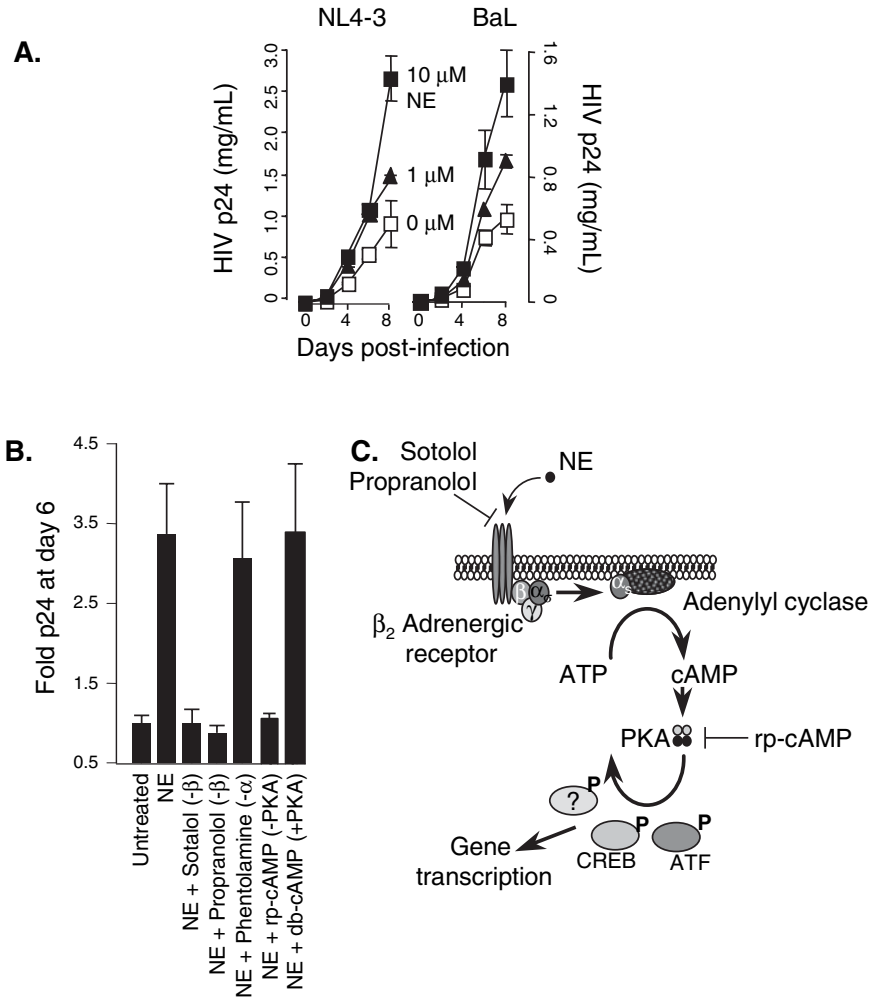 A.
NL4-3
BaL
HIV p24 (mg/mL)
3.0
2.5
2.0
1.5
1.0
0.5
0
10 µM
NE
1 µM
0 µM
1.6
1.2
0.8
0.4
0
HIV p24 (mg/mL)
0 4 8
0 4 8
Days post-infection
B.
Fold p24 at day 6
4.5
3.5
2.5
1.5
0.5
Untreated
NE
NE + Sotalol (-β)
NE + Propranolol (-β)
NE + Phentolamine (-α)
NE + rp-cAMP (-PKA)
NE + db-cAMP (+PKA)
C.
Sotolol
Propranolol
NE
β αs
γ
αs
β2 Adrenergic
receptor
Adenylyl cyclase
ATP
cAMP
PKA
rp-cAMP
? P
CREB P
ATF P
Gene
transcription